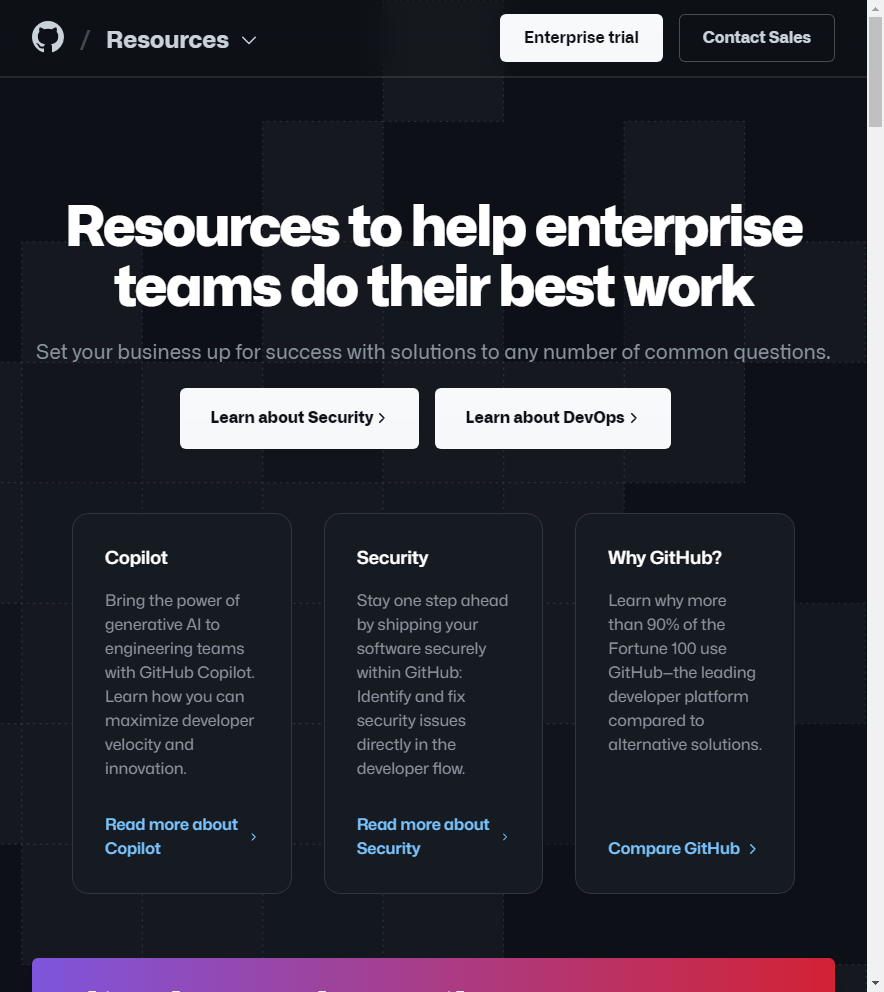 / Resources
Enterprise trial
Contact Sales
Resources to help enterprise
teams do their best work
Set your business up for success with solutions to any number of common questions.
Learn about Security
Learn about DevOps
Copilot
Bring the power of
generative AI to
engineering teams
with GitHub Copilot.
Learn how you can
maximize developer
velocity and
innovation.
Read more about
Copilot
Security
Stay one step ahead
by shipping your
software securely
within GitHub:
Identify and fix
security issues
directly in the
developer flow.
Read more about
Security
Why GitHub?
Learn why more
than 90% of the
Fortune 100 use
GitHub—the leading
developer platform
compared to
alternative solutions.
Compare GitHub